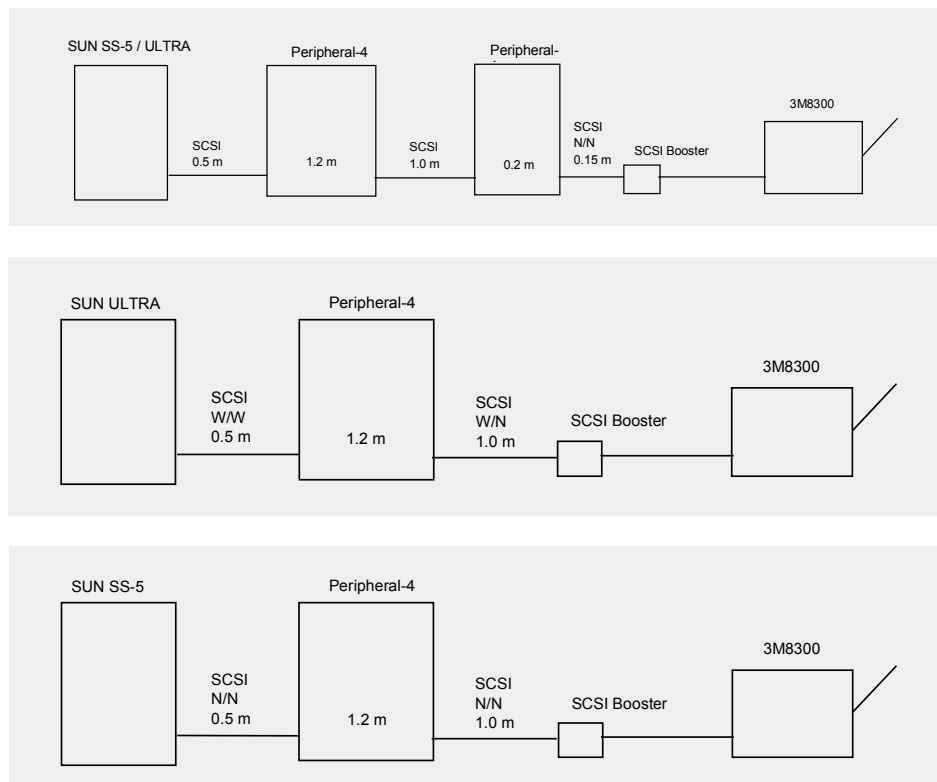 SUN SS-5 / ULTRA
Peripheral-4
Peripheral-
3M8300
SCSI
0.5 m
1.2 m
SCSI
1.0 m
0.2 m
SCSI
N/N
0.15 m
SCSI Booster
SUN ULTRA
Peripheral-4
3M8300
SCSI
W/W
0.5 m
1.2 m
SCSI
W/N
1.0 m
SCSI Booster
SUN SS-5
Peripheral-4
3M8300
SCSI
N/N
0.5 m
1.2 m
SCSI
N/N
1.0 m
SCSI Booster